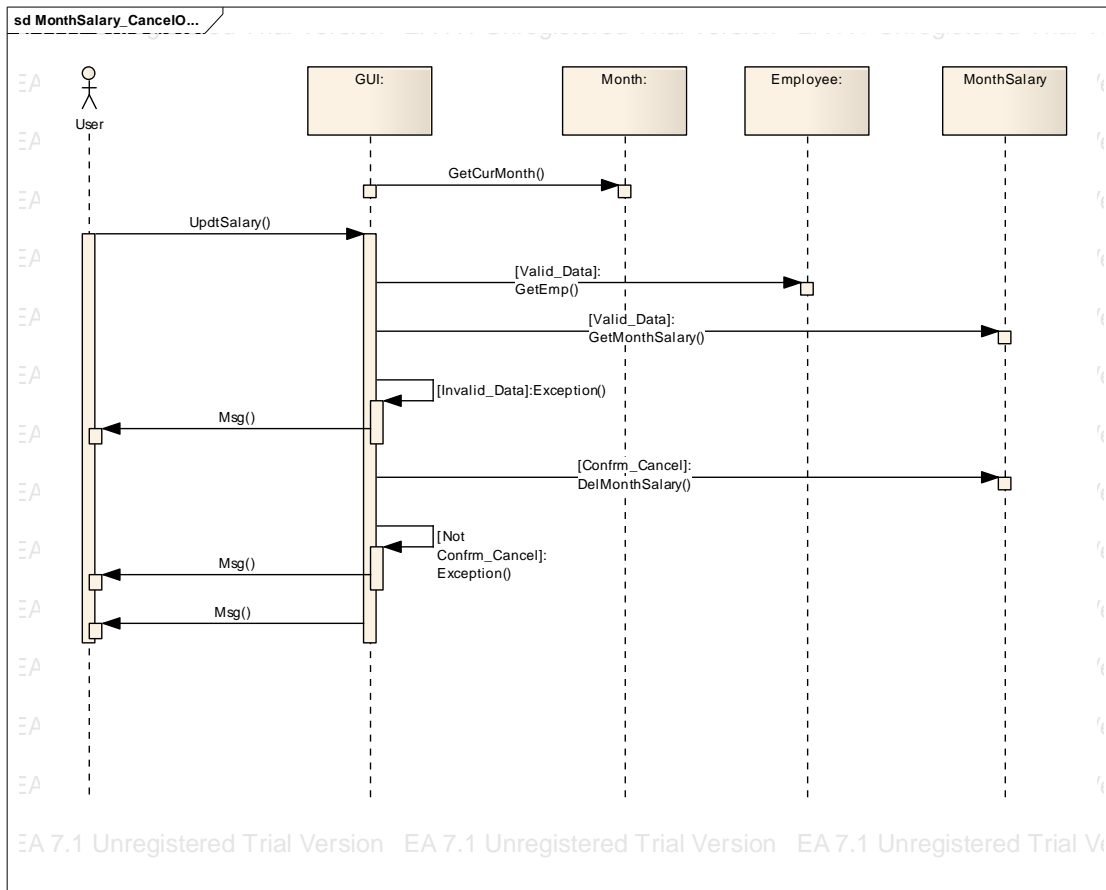 sd MonthSalary_CancelO...
User
GUI:
Month:
Employee:
MonthSalary
GetCurMonth()
UpdtSalary()
[Valid_Data]:
GetEmp()
[Valid_Data]:
GetMonthSalary()
[Invalid_Data]:Exception()
Msg()
[Confrm_Cancel]:
DelMonthSalary()
[Not
Confrm_Cancel]:
Exception()
Msg()
Msg()
EA 7.1 Unregistered Trial Version EA 7.1 Unregistered Trial Version EA 7.1 Unregistered Trial